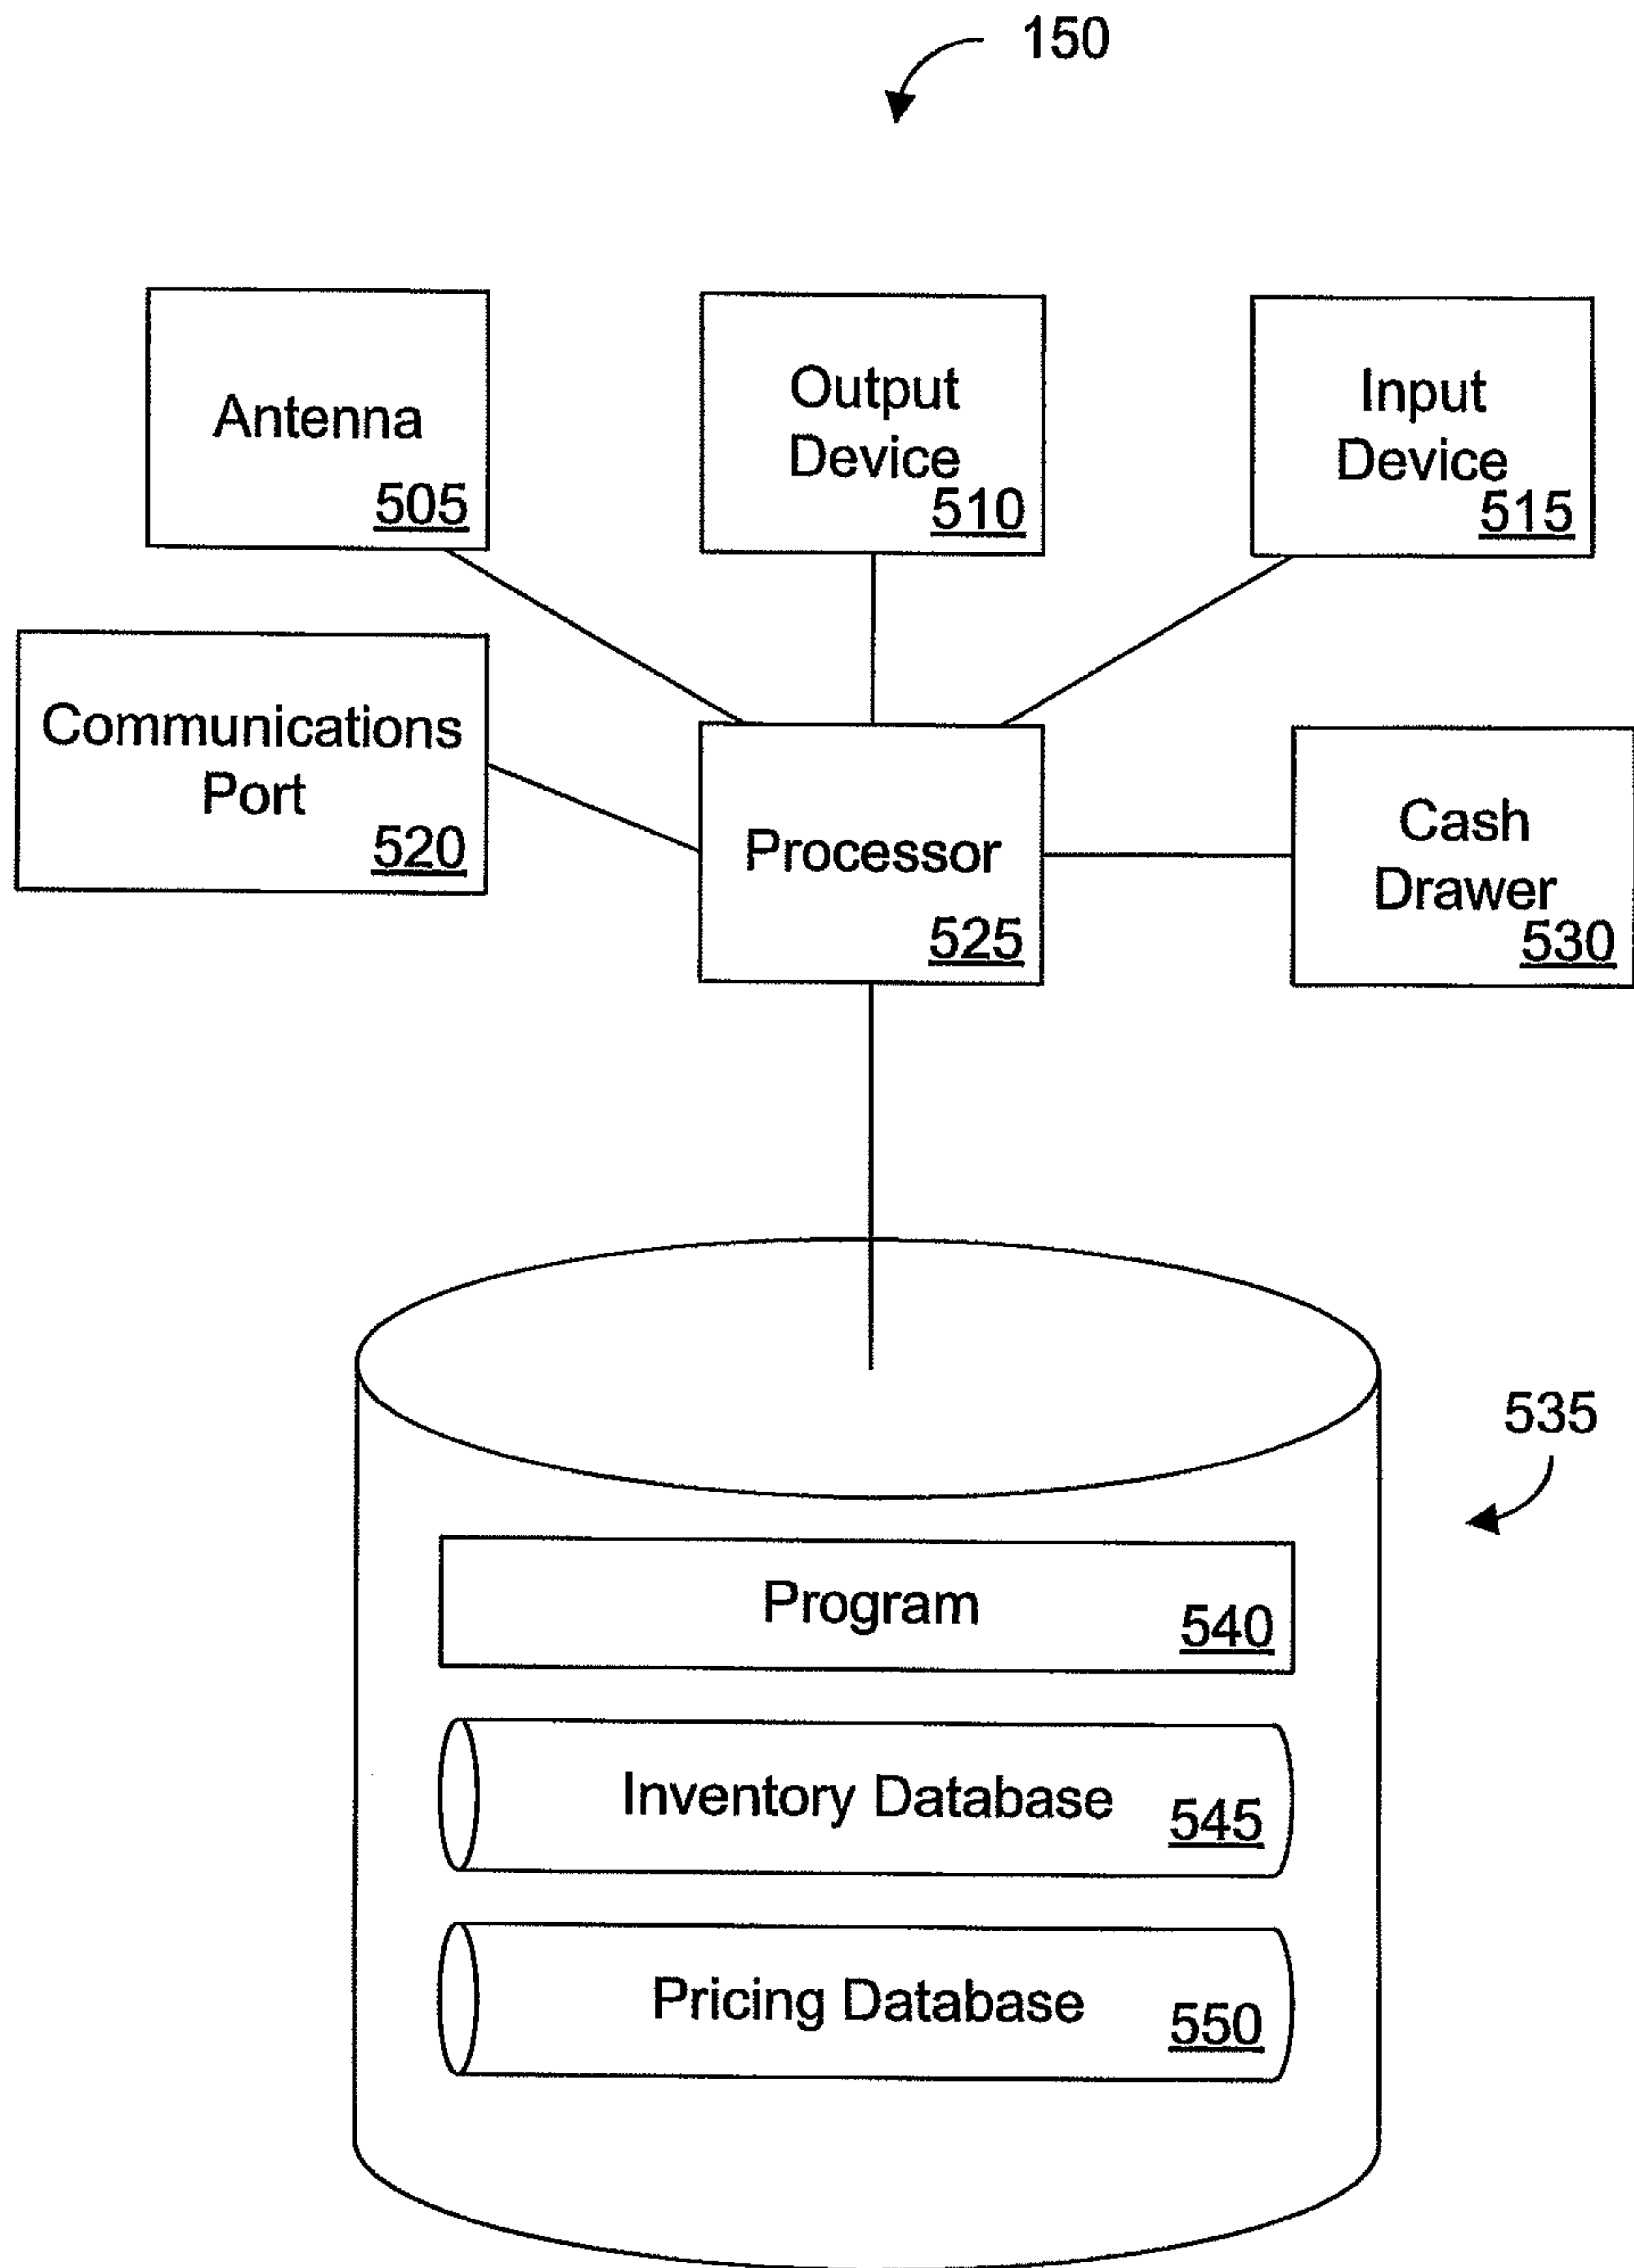 150
Antenna
505
Output
Device
510
Input
Device
515
Communications
Port
520
Processor
525
Cash
Drawer
530
535
Program
540
Inventory Database
545
Pricing Database
550